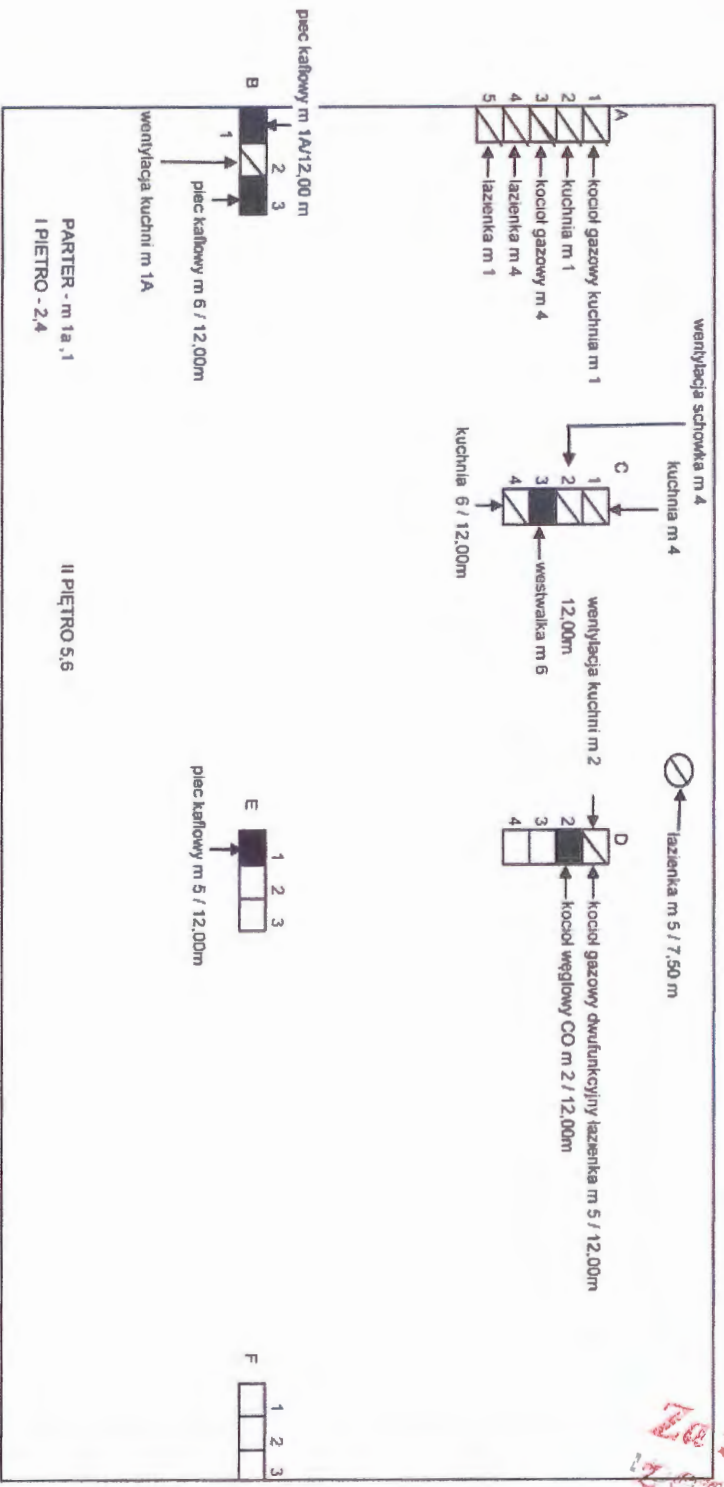 wentylacja schowka m 4
kuchnia m 4
łazienka m 5 / 7,50 m
A
1
2
3
4
5
kocioł gazowy kuchnia m 1
kuchnia m 1
kocioł gazowy m 4
łazienka m 4
łazienka m 1
C
1
2
3
4
westwalka m 6
kuchnia 6 / 12,00m
wentylacja kuchni m 2
12,00m
D
2
3
4
kocioł gazowy dwufunkcyjny łazienka m 5 / 12,00m
kocioł węglowy CO m 2 / 12,00m
piec kaflowy m 1A/12,00 m
B
1
2
3
piec kaflowy m 6 / 12,00m
wentylacja kuchni m 1A
E
1
2
3
piec kaflowy m 5 / 12,00m
F
1
2
3
PARTER - m 1a ,1
I PIETRO - 2,4
II PIĘTRO 5,6